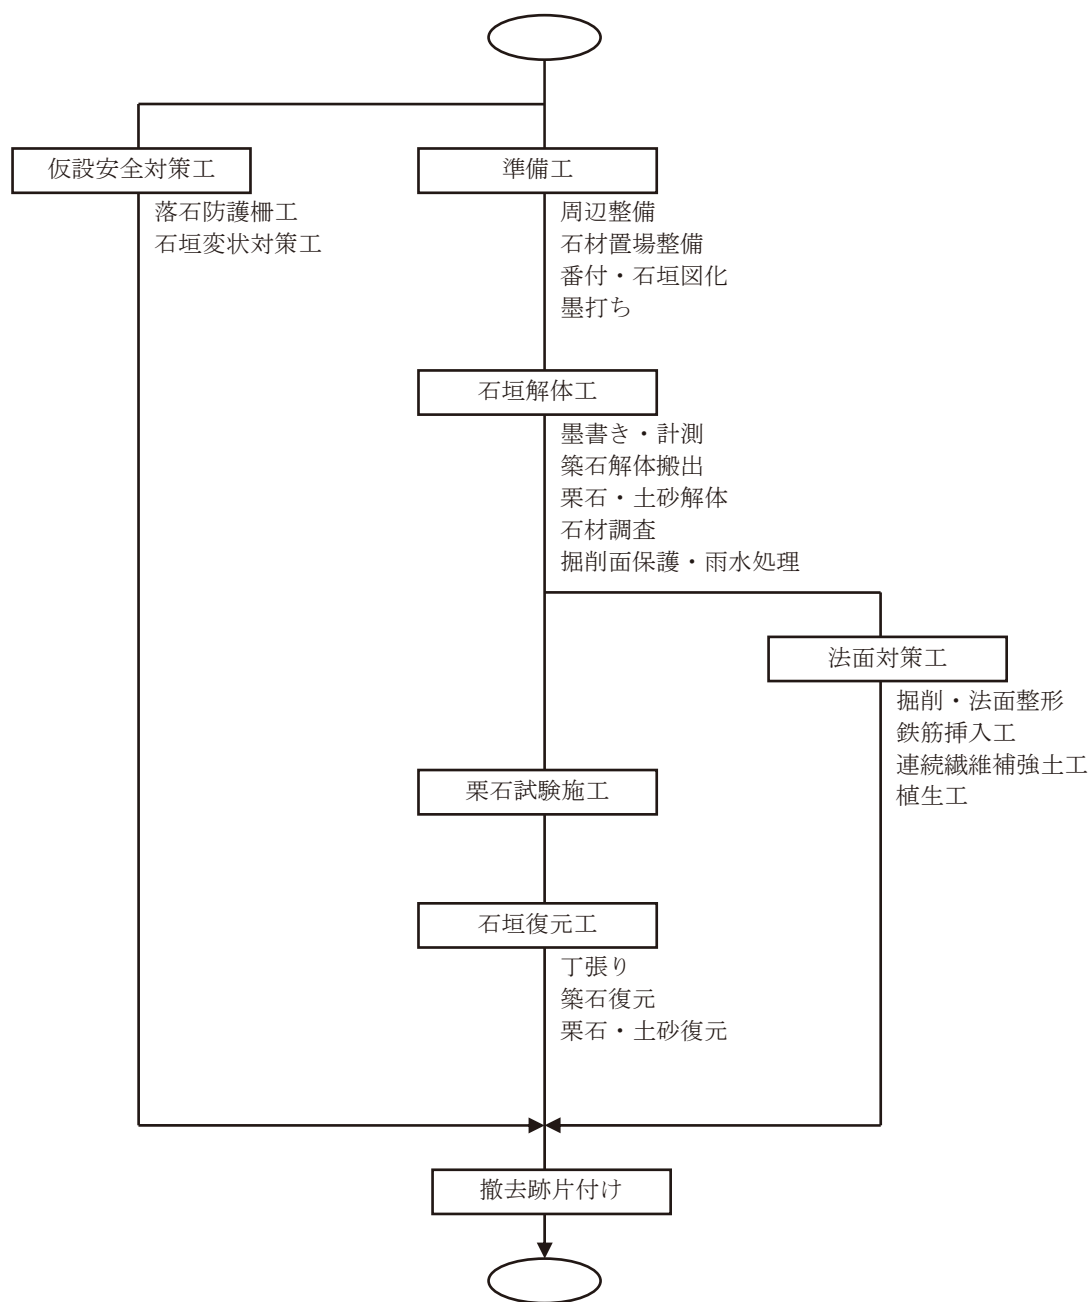 仮設安全対策工
落石防護柵工
石垣変状対策工
準備工
周辺整備
石材置場整備
番付・石垣図化
墨打ち
石垣解体工
墨書き・計測
築石解体搬出
栗石・土砂解体
石材調査
掘削面保護・雨水処理
法面対策工
掘削・法面整形
鉄筋挿入工
連続繊維補強土工
植生工
栗石試験施工
石垣復元工
丁張り
築石復元
栗石・土砂復元
撤去跡片付け